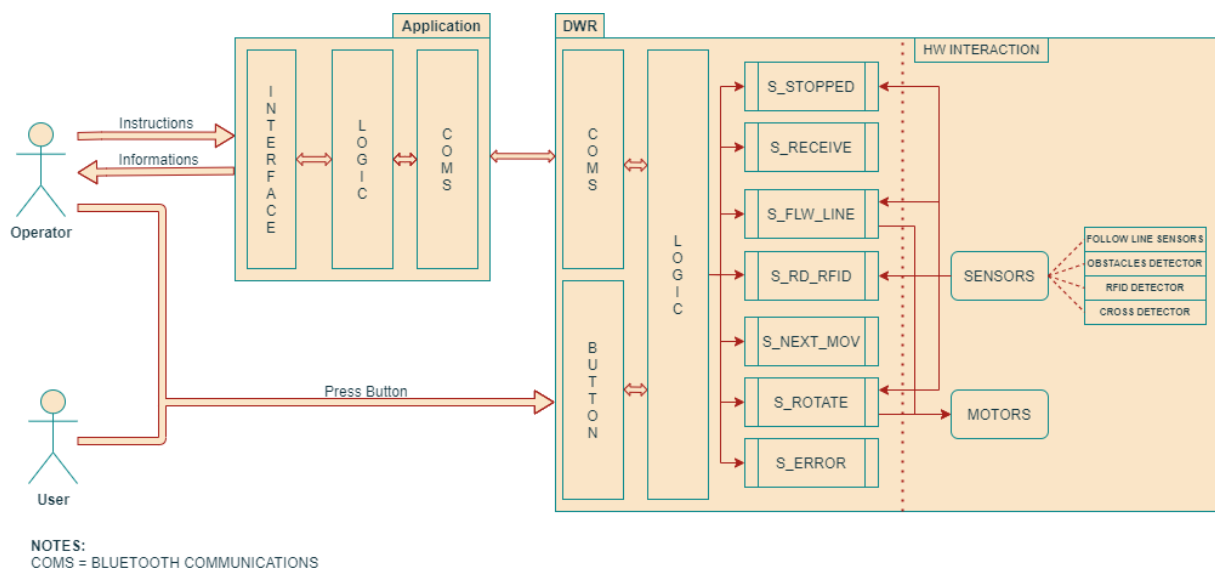 Application
DWR
HW INTERACTION
INTERFACE
LOGIC
COMS
COMS
BUTTON
LOGIC
S_STOPPED
S_RECEIVE
S_FLW_LINE
S_RD_RFID
S_NEXT_MOV
S_ROTATE
S_ERROR
Instructions
Informations
Operator
Press Button
User
SENSORS
MOTORS
FOLLOW LINE SENSORS
OBSTACLES DETECTOR
RFID DETECTOR
CROSS DETECTOR
NOTES:
COMS = BLUETOOTH COMMUNICATIONS